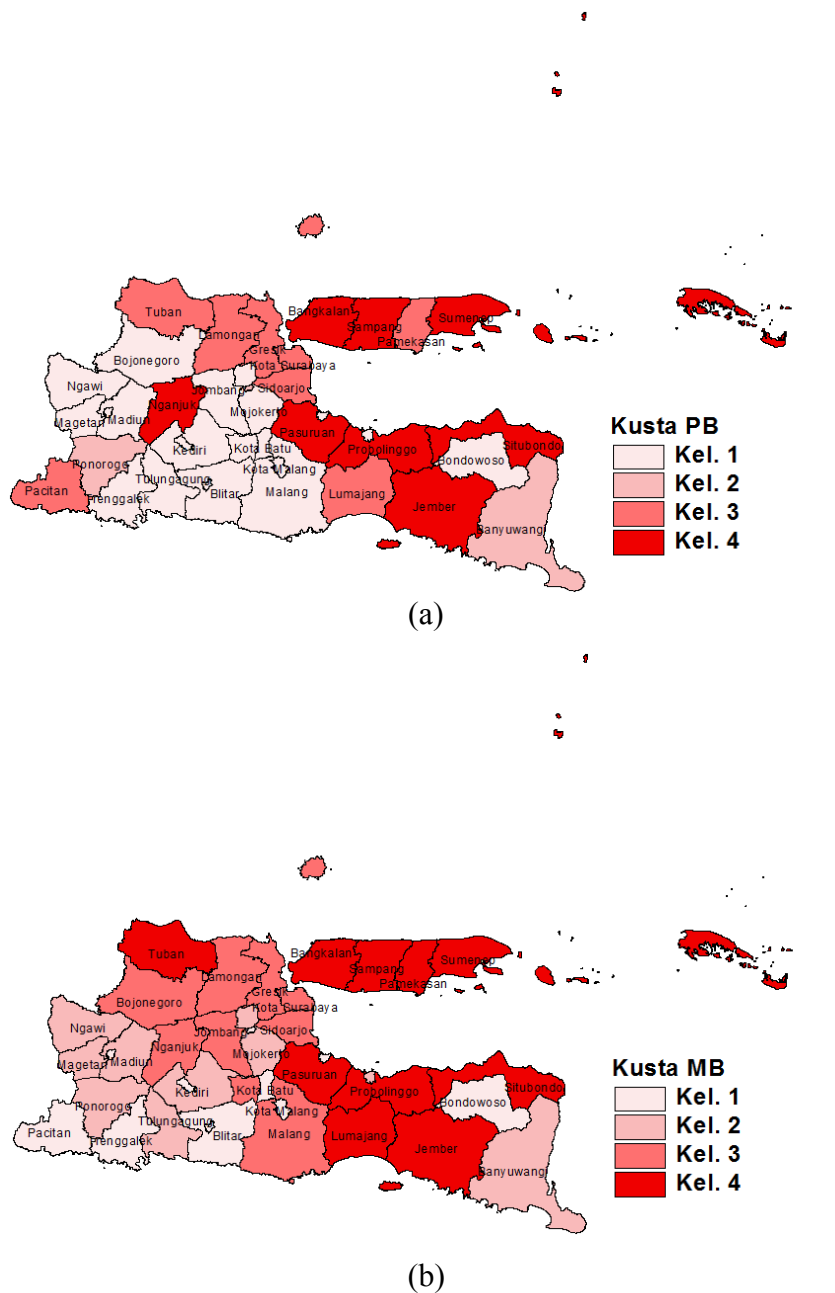 Tuban
Lamongan
Bangkalan
Sampang
Sumenep
Pamekasan
Gresik
Kota Surabaya
Bojonegoro
Ngawi
Jombang
Sidoarjo
Nganjuk
Mojokerto
Magetan
Madiun
Pasuruan
Kediri
Kota Batu
Probolinggo
Situbondo
Bondowoso
Ponorogo
Kota Malang
Tulungagung
Pacitan
Trenggalek
Blitar
Malang
Lumajang
Jember
Banyuwangi
Kusta PB
Kel. 1
Kel. 2
Kel. 3
Kel. 4
(a)
Tuban
Lamongan
Bangkalan
Sampang
Sumenep
Pamekasan
Gresik
Kota Surabaya
Bojonegoro
Ngawi
Jombang
Sidoarjo
Nganjuk
Mojokerto
Magetan
Madiun
Pasuruan
Kediri
Kota Batu
Probolinggo
Situbondo
Bondowoso
Ponorogo
Kota Malang
Tulungagung
Pacitan
Trenggalek
Blitar
Malang
Lumajang
Jember
Banyuwangi
Kusta MB
Kel. 1
Kel. 2
Kel. 3
Kel. 4
(b)